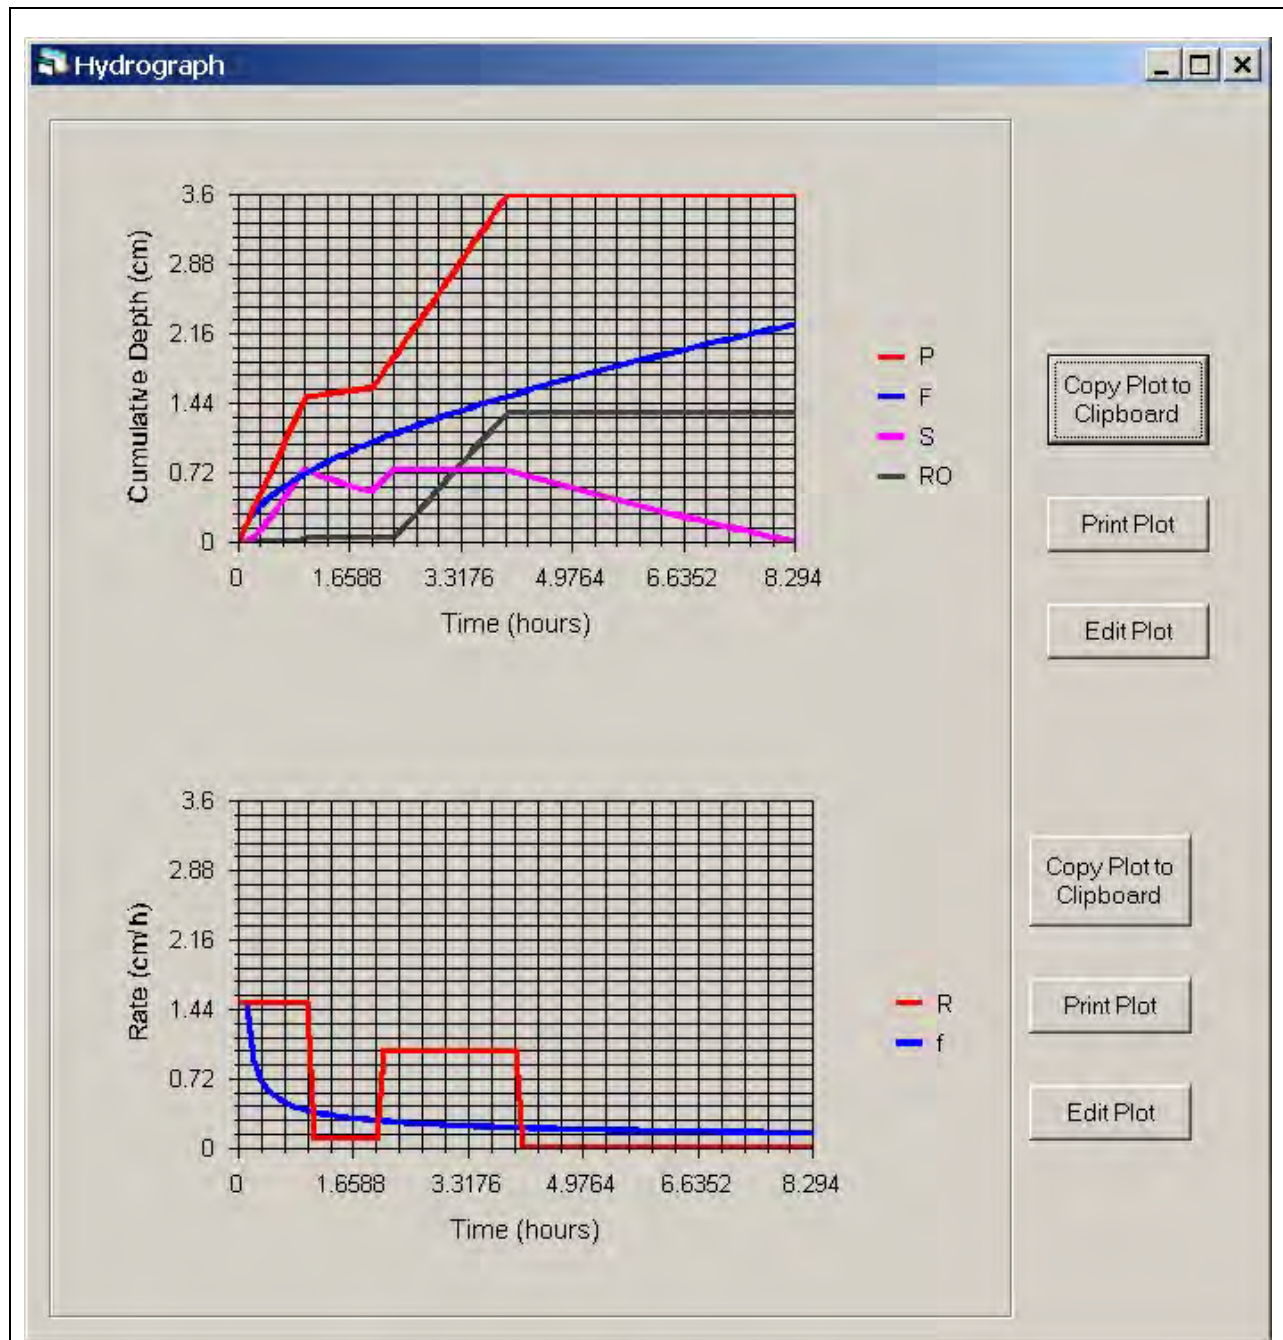 Hydrograph
3.6
2.88
2.16
1.44
0.72
0
Cumulative Depth (cm)
0 1.6588 3.3176 4.9764 6.6352 8.294
Time (hours)
P
F
S
RO
Copy Plot to
Clipboard
Print Plot
Edit Plot
3.6
2.88
2.16
1.44
0.72
0
Rate (cm/h)
0 1.6588 3.3176 4.9764 6.6352 8.294
Time (hours)
R
f
Copy Plot to
Clipboard
Print Plot
Edit Plot